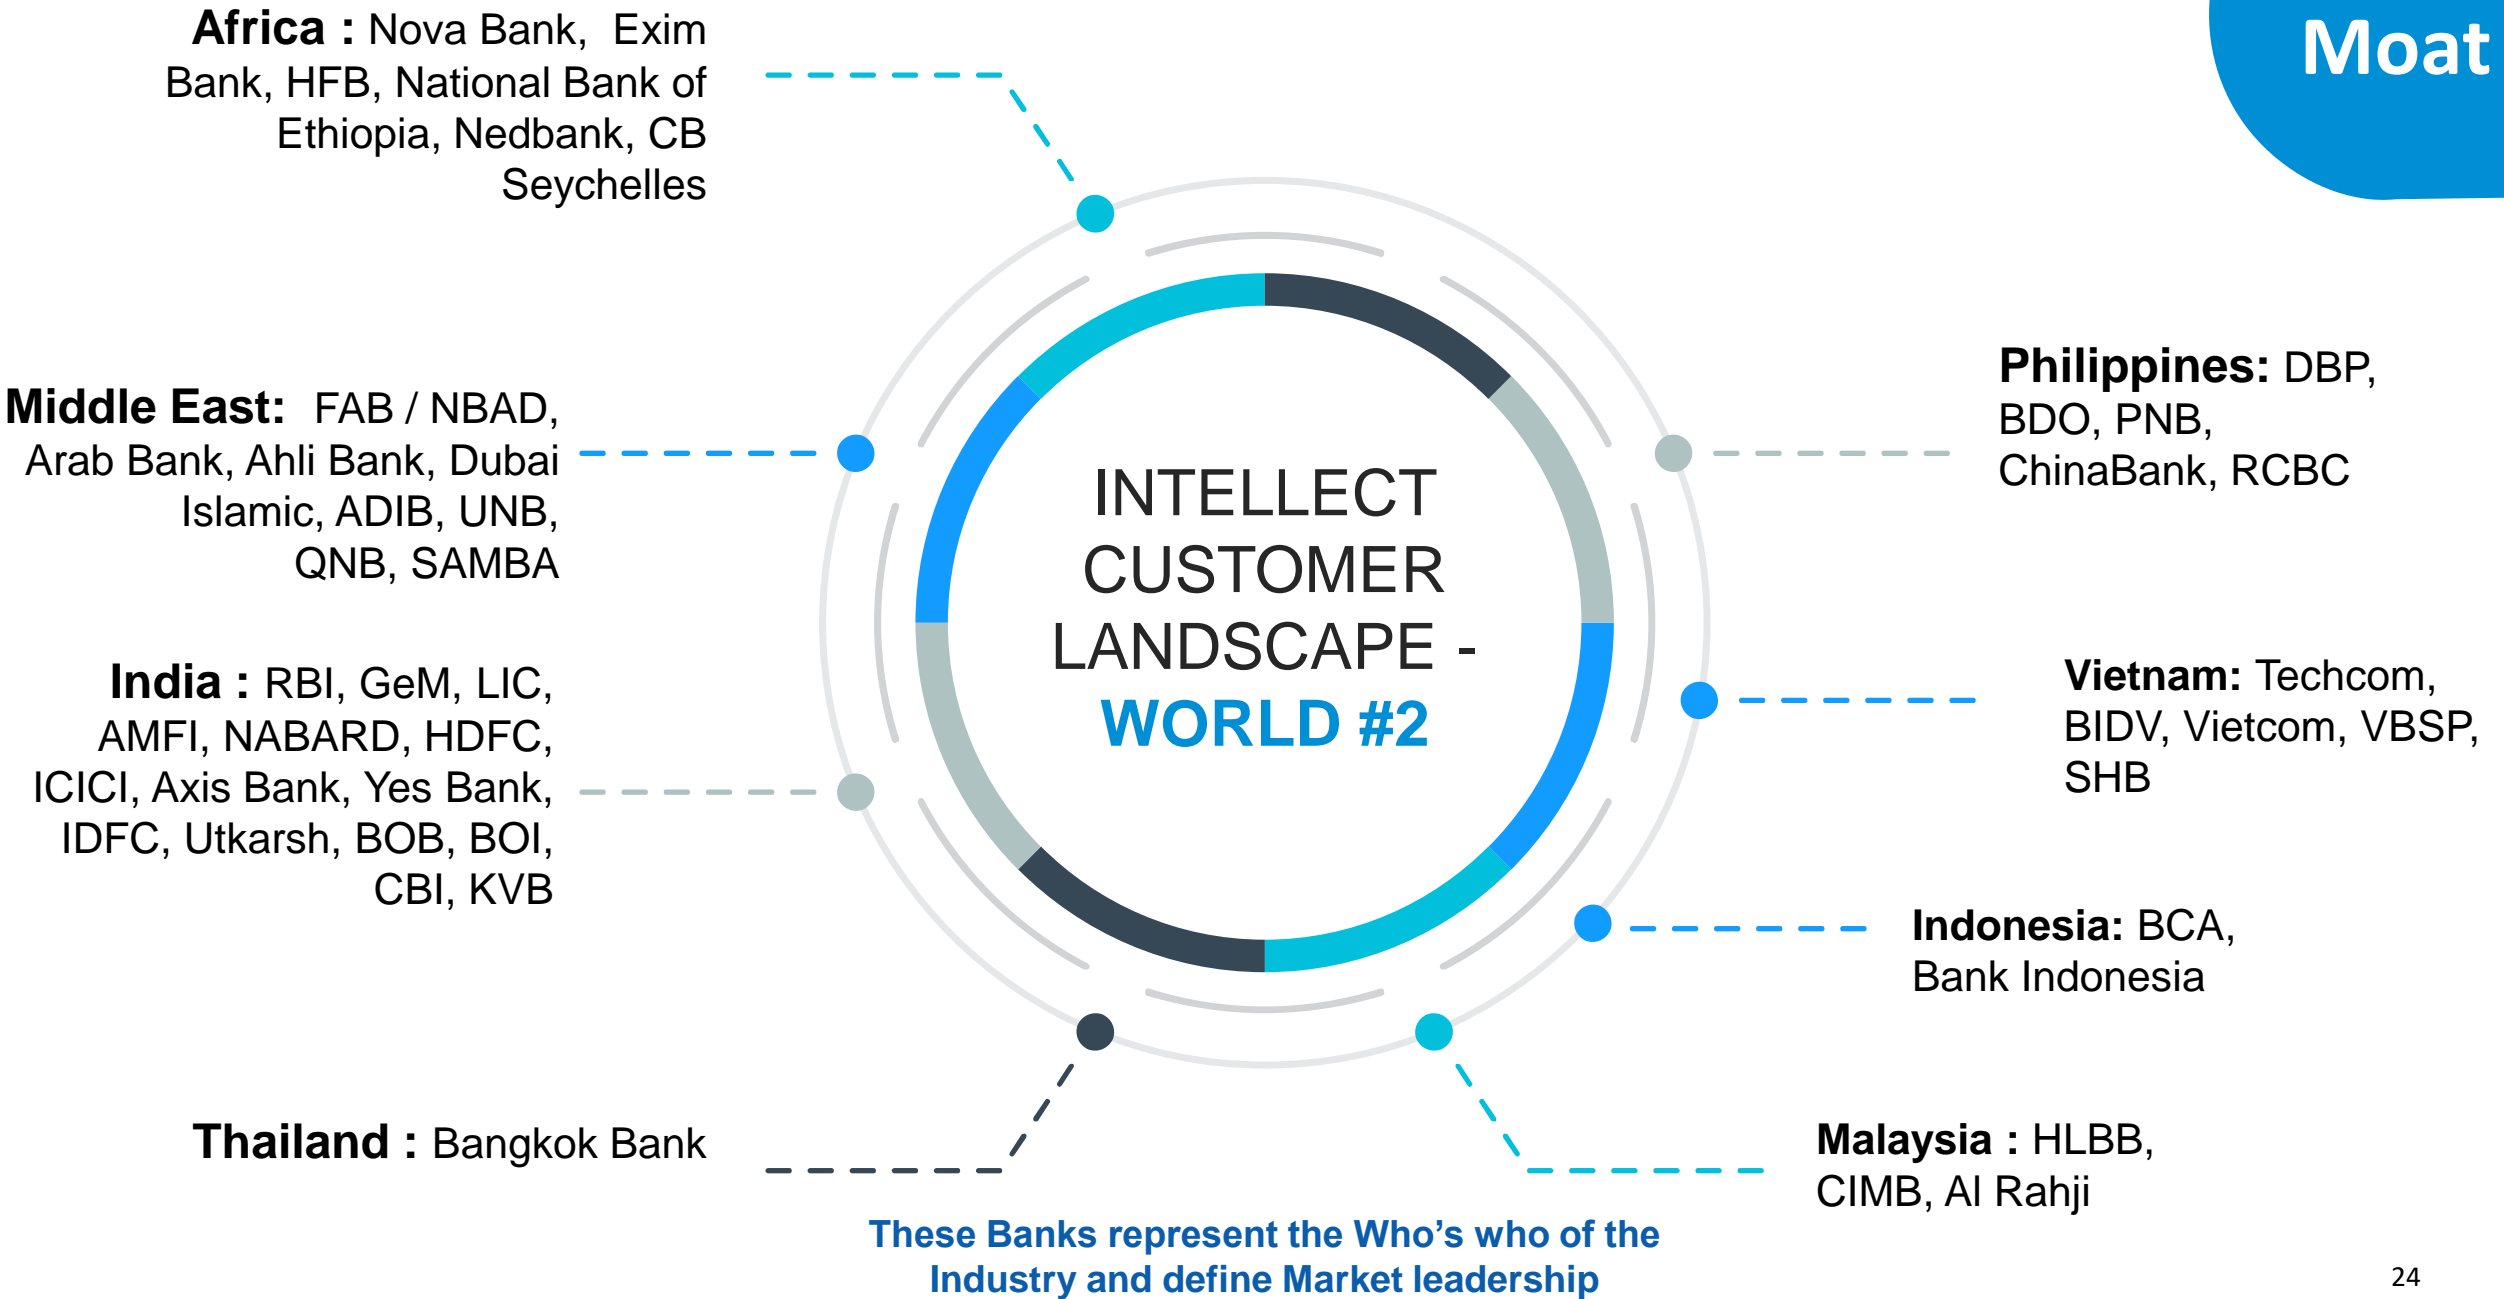 Moat
Africa : Nova Bank, Exim
Bank, HFB, National Bank of
Ethiopia, Nedbank, CB
Seychelles
Middle East: FAB / NBAD,
Arab Bank, Ahli Bank, Dubai
Islamic, ADIB, UNB,
QNB, SAMBA
India : RBI, GeM, LIC,
AMFI, NABARD, HDFC,
ICICI, Axis Bank, Yes Bank,
IDFC, Utkarsh, BOB, BOI,
CBI, KVB
Thailand : Bangkok Bank
INTELLECT
CUSTOMER
LANDSCAPE -
WORLD #2
Philippines: DBP,
BDO, PNB,
ChinaBank, RCBC
Vietnam: Techcom,
BIDV, Vietcom, VBSP,
SHB
Indonesia: BCA,
Bank Indonesia
Malaysia : HLBB,
CIMB, Al Rahji
These Banks represent the Who’s who of the
Industry and define Market leadership
24